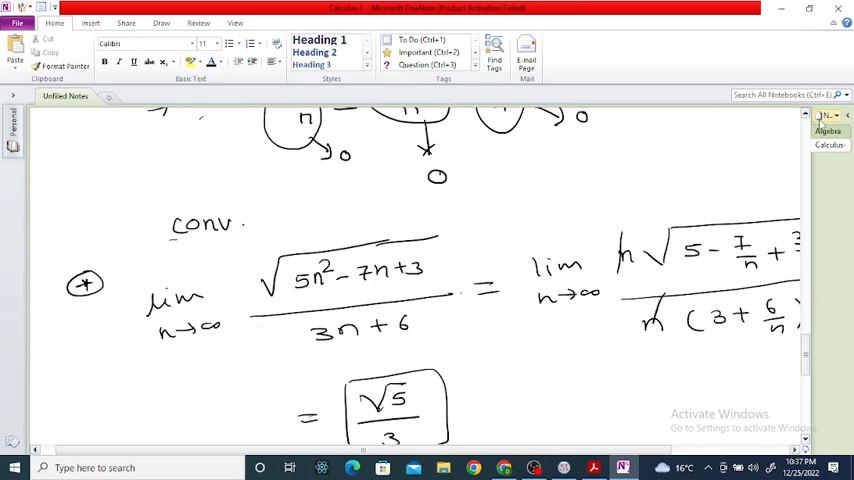 Calculus-I - Microsoft OneNote (Product Activation Failed)
File Home Insert Share Draw Review View
Paste Cut Copy Format Painter
Clipboard
Calibri 11
B I U abc x₂ A
Basic Text
Heading 1
Heading 2
Heading 3
Styles
To Do (Ctrl+1)
Important (Ctrl+2)
Question (Ctrl+3)
Tags
Find Tags
E-mail Page
Mail
Unfiled Notes
Search All Notebooks (Ctrl+E)
Personal
N..
Algebra
Calculus-
n
0 0
0
conv.
* lim n→∞ √(5n² - 7n + 3) / (3n + 6) = lim n→∞ n√(5 - 7/n + 3 / n(3 + 6/n)
= √5 / 3
Activate Windows
Go to Settings to activate Windows.
Type here to search
16°C
10:37 PM
12/25/2022